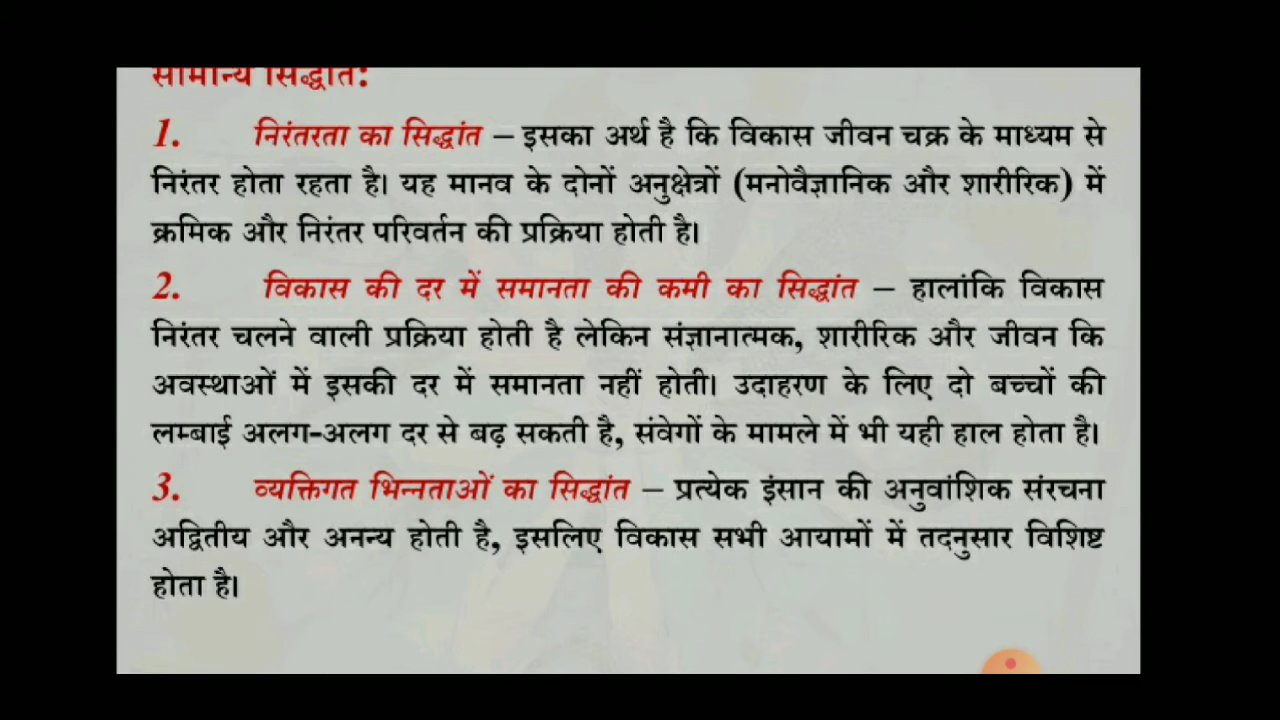 सामान्य सिद्धांत:
1. निरंतरता का सिद्धांत – इसका अर्थ है कि विकास जीवन चक्र के माध्यम से
निरंतर होता रहता है। यह मानव के दोनों अनुक्षेत्रों (मनोवैज्ञानिक और शारीरिक) में
क्रमिक और निरंतर परिवर्तन की प्रक्रिया होती है।
2. विकास की दर में समानता की कमी का सिद्धांत – हालांकि विकास
निरंतर चलने वाली प्रक्रिया होती है लेकिन संज्ञानात्मक, शारीरिक और जीवन कि
अवस्थाओं में इसकी दर में समानता नहीं होती। उदाहरण के लिए दो बच्चों की
लम्बाई अलग-अलग दर से बढ़ सकती है, संवेगों के मामले में भी यही हाल होता है।
3. व्यक्तिगत भिन्नताओं का सिद्धांत – प्रत्येक इंसान की अनुवांशिक संरचना
अद्वितीय और अनन्य होती है, इसलिए विकास सभी आयामों में तदनुसार विशिष्ट
होता है।